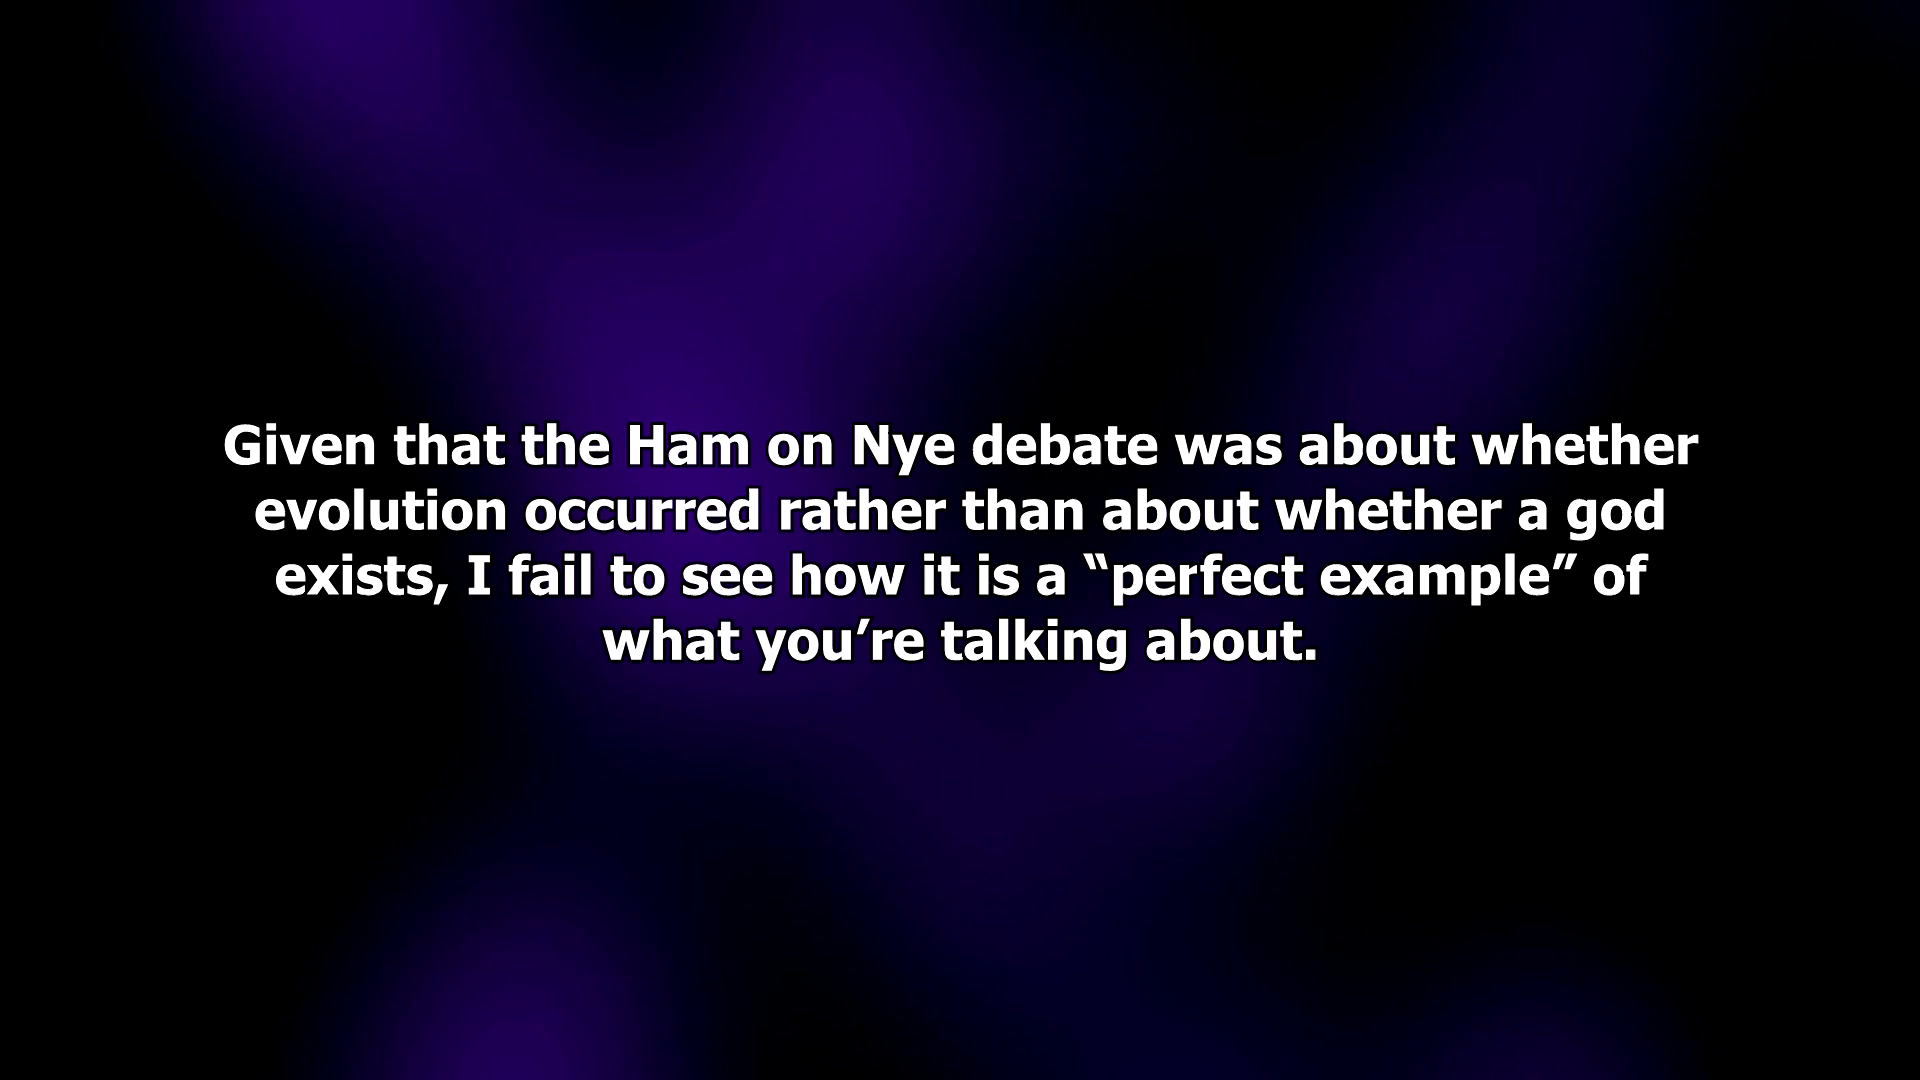 Given that the Ham on Nye debate was about whether
evolution occurred rather than about whether a god
exists, I fail to see how it is a “perfect example” of
what you’re talking about.